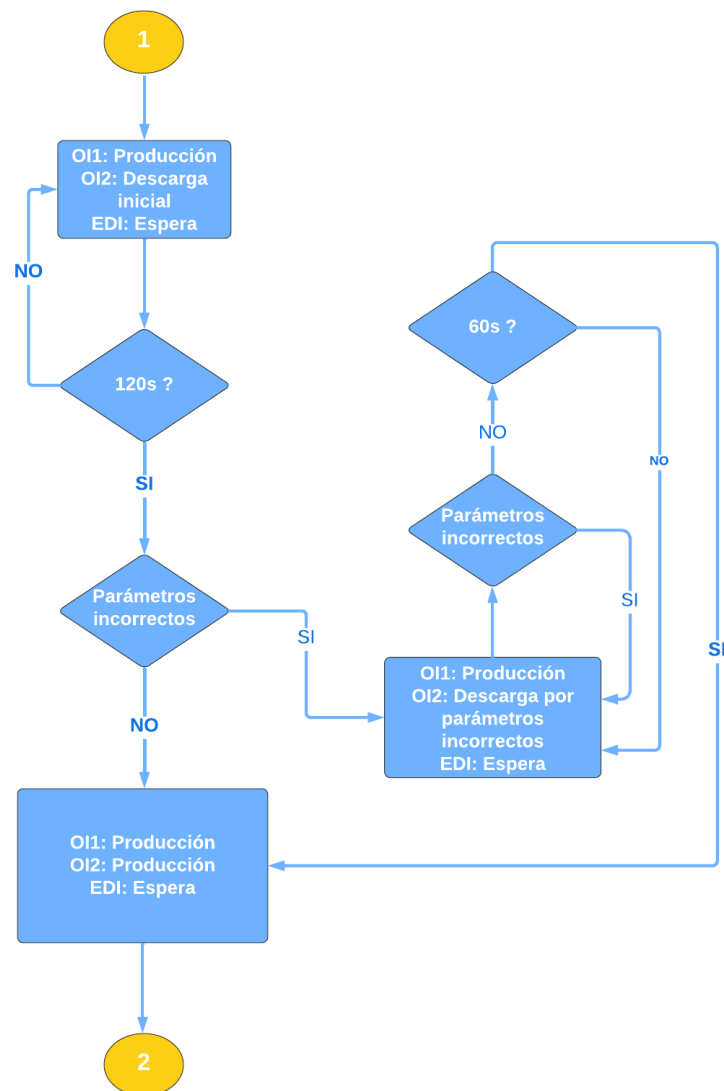 1
OI1: Producción
OI2: Descarga
inicial
EDI: Espera
NO
120s ?
SI
Parámetros
incorrectos
SI
NO
60s ?
NO
NO
Parámetros
incorrectos
SI
SI
OI1: Producción
OI2: Descarga por
parámetros
incorrectos
EDI: Espera
OI1: Producción
OI2: Producción
EDI: Espera
2